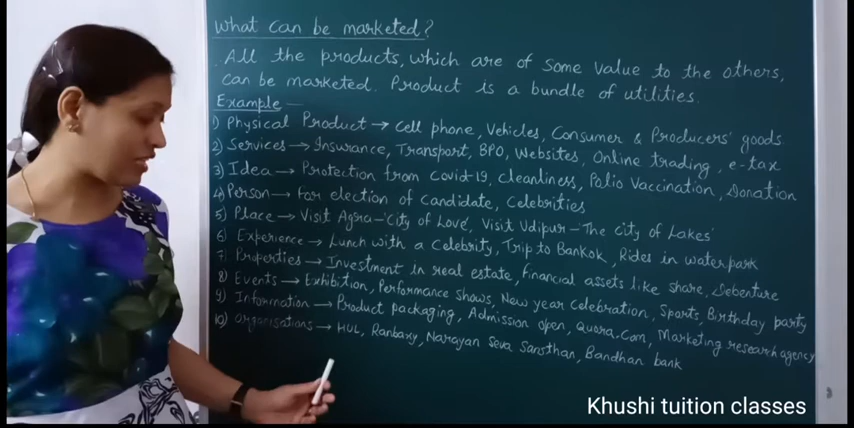 What can be marketed?
All the products, which are of some value to the others,
can be marketed. Product is a bundle of utilities.
Example —
1) Physical Product → Cell phone, Vehicles, Consumer & Producers' goods
2) Services → Insurance, Transport, BPO, Websites, Online trading, e-tax
3) Idea → Protection from Covid-19, Cleanliness, Polio Vaccination, Donation
4) Person → for election of candidate, Celebrities
5) Place → Visit Agra - 'City of Love', Visit Udipur - The city of Lakes'
6) Experience → Lunch with a Celebrity, Trip to Bankok, Rides in water park
7) Properties → Investment in real estate, financial assets like share, Debenture
8) Events → Exhibition, Performance shows, New year Celebration, Sports, Birthday party
9) Information → Product packaging, Admission open, Quora.Com, Marketing research agency
10) Organisations → HUL, Ranbaxy, Narayan Seva Sansthan, Bandhan bank
Khushi tuition classes